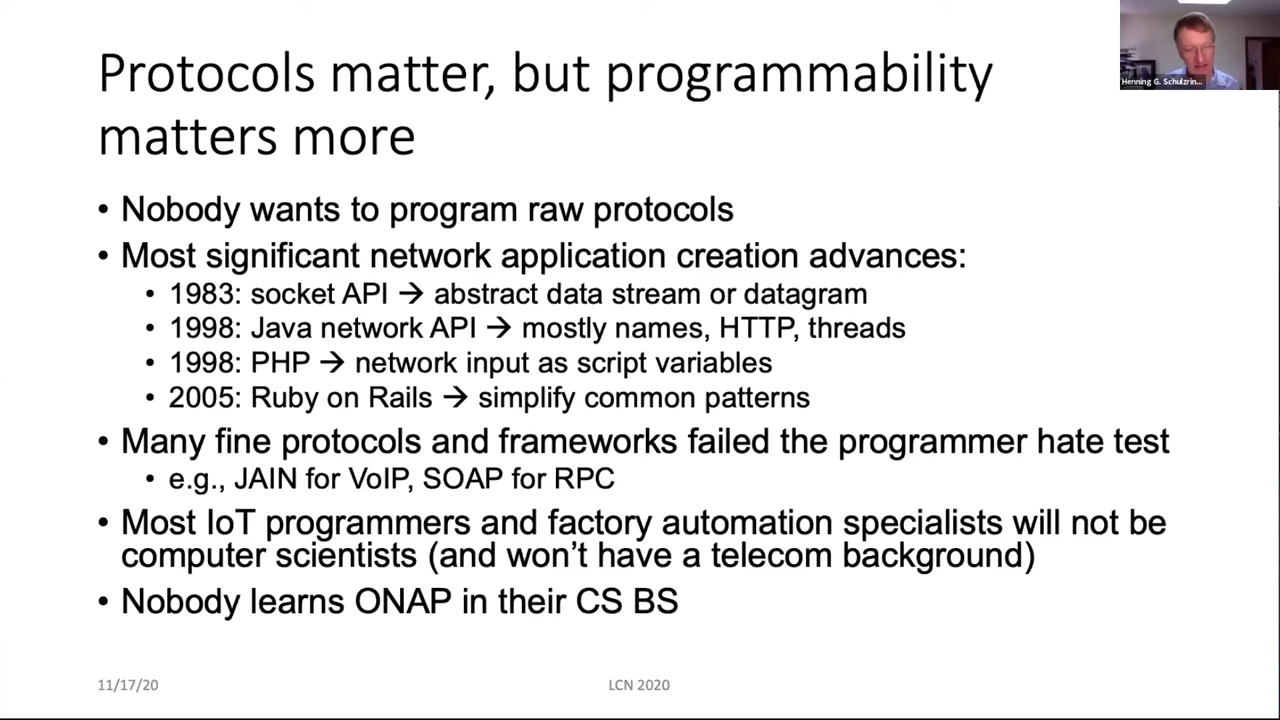 Protocols matter, but programmability
matters more
Henning G. Schulzrin...
• Nobody wants to program raw protocols
• Most significant network application creation advances:
• 1983: socket API → abstract data stream or datagram
• 1998: Java network API → mostly names, HTTP, threads
• 1998: PHP → network input as script variables
• 2005: Ruby on Rails → simplify common patterns
• Many fine protocols and frameworks failed the programmer hate test
• e.g., JAIN for VoIP, SOAP for RPC
• Most IoT programmers and factory automation specialists will not be
computer scientists (and won’t have a telecom background)
• Nobody learns ONAP in their CS BS
11/17/20
LCN 2020